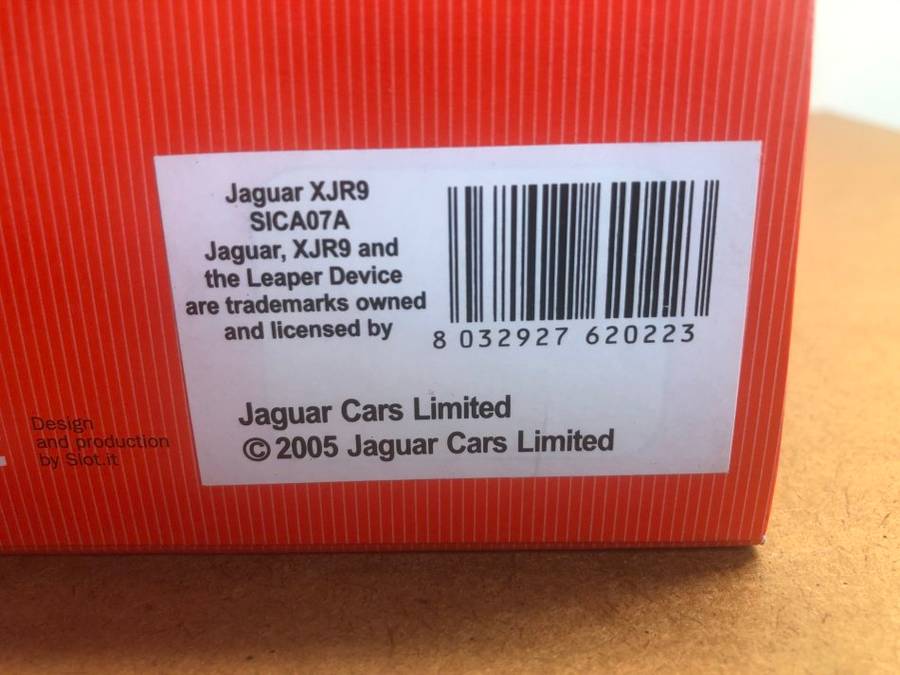 Jaguar XJR9
SICA07A
Jaguar, XJR9 and
the Leaper Device
are trademarks owned
and licensed by
8 032927 620223
Jaguar Cars Limited
© 2005 Jaguar Cars Limited
Design
and production
by Slot.it